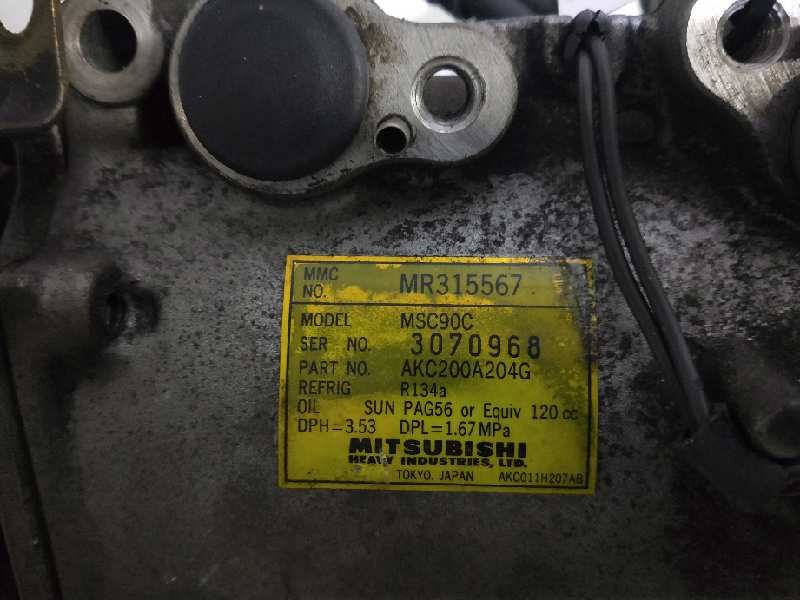 MMC
NO. MR315567
MODEL MSC90C
SER NO. 3070968
PART NO. AKC200A204G
REFRIG R134a
OIL SUN PAG56 or Equiv 120 cc
DPH=3.53 DPL=1.67MPa
MITSUBISHI
HEAVY INDUSTRIES, LTD.
TOKYO, JAPAN AKC011H207AB